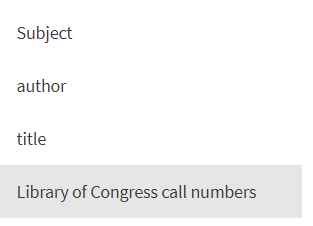 Subject
author
title
Library of Congress call numbers